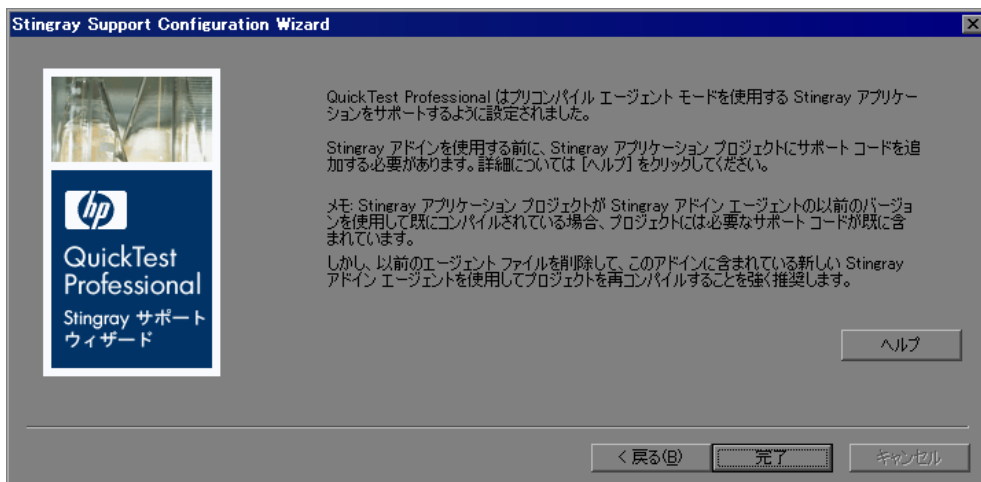 Stingray Support Configuration Wizard
QuickTest Professional はプリコンパイル エージェント モードを使用する Stingray アプリケー
ションをサポートするように設定されました。
Stingray アドインを使用する前に、Stingray アプリケーション プロジェクトにサポート コードを追
加する必要があります。詳細については [ヘルプ] をクリックしてください。
メモ: Stingray アプリケーション プロジェクトが Stingray アドイン エージェントの以前のバージョ
ンを使用して既にコンパイルされている場合、プロジェクトには必要なサポート コードが既に含
まれています。
しかし、以前のエージェント ファイルを削除して、このアドインに含まれている新しい Stingray
アドイン エージェントを使用してプロジェクトを再コンパイルすることを強く推奨します。
hp
QuickTest
Professional
Stingray サポート
ウィザード
ヘルプ
< 戻る(B)
完了
キャンセル